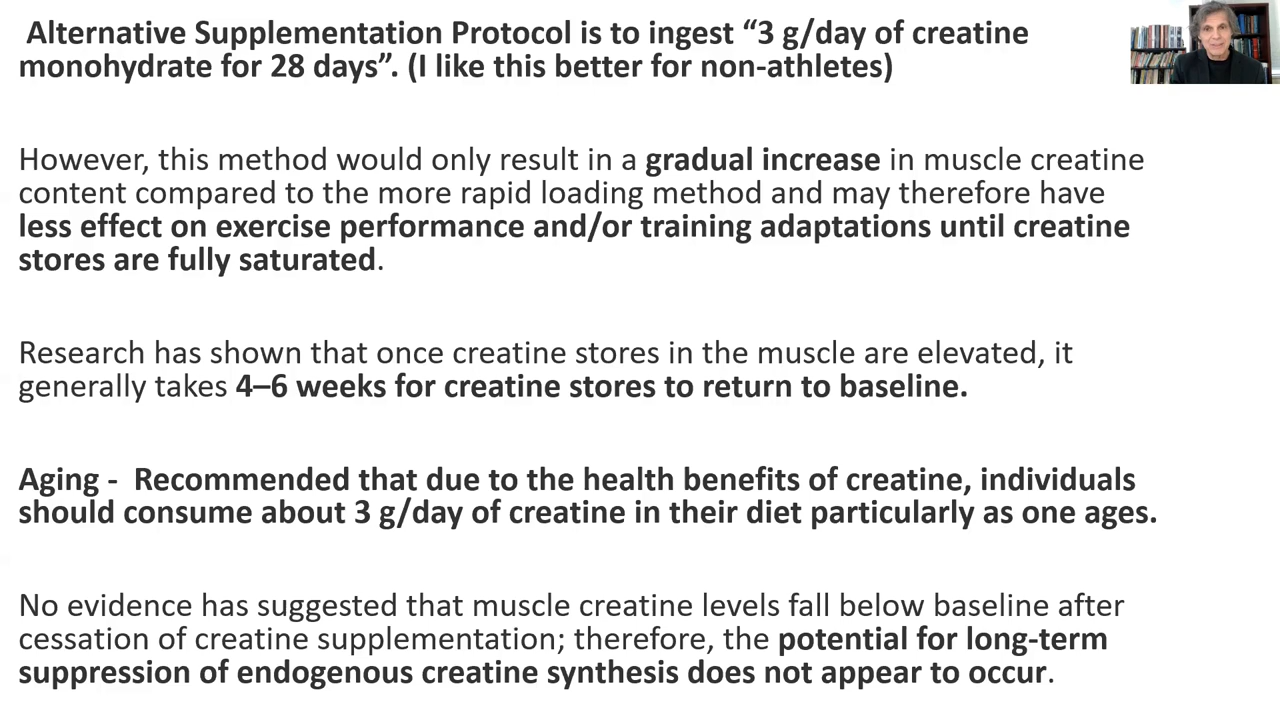 Alternative Supplementation Protocol is to ingest “3 g/day of creatine
monohydrate for 28 days”. (I like this better for non-athletes)
However, this method would only result in a gradual increase in muscle creatine
content compared to the more rapid loading method and may therefore have
less effect on exercise performance and/or training adaptations until creatine
stores are fully saturated.
Research has shown that once creatine stores in the muscle are elevated, it
generally takes 4–6 weeks for creatine stores to return to baseline.
Aging -  Recommended that due to the health benefits of creatine, individuals
should consume about 3 g/day of creatine in their diet particularly as one ages.
No evidence has suggested that muscle creatine levels fall below baseline after
cessation of creatine supplementation; therefore, the potential for long-term
suppression of endogenous creatine synthesis does not appear to occur.